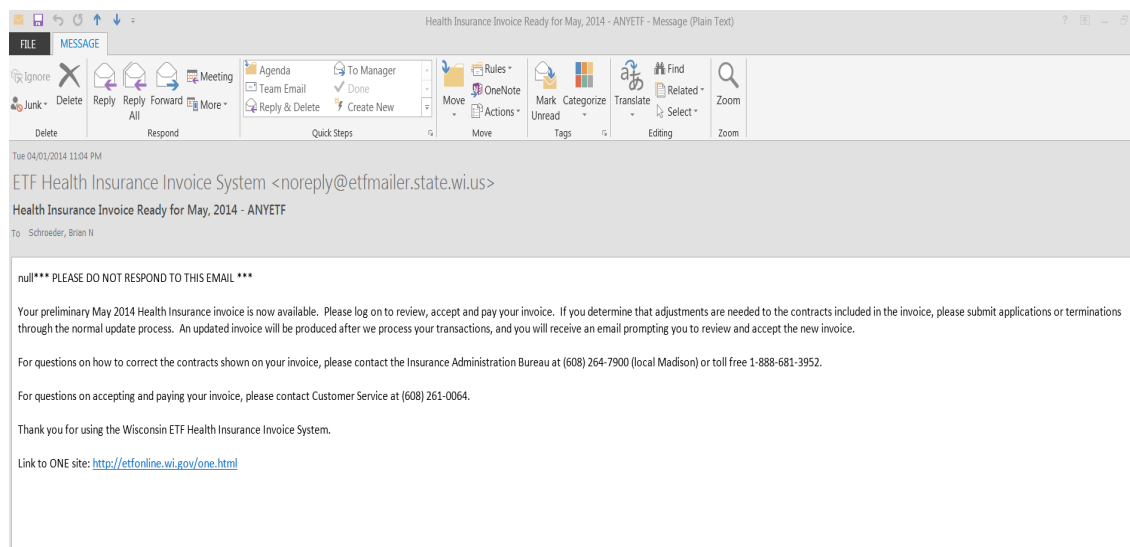 Health Insurance Invoice Ready for May, 2014 - ANYETF - Message (Plain Text)
FILE MESSAGE
Ignore
Junk
Delete
Reply
Reply All
Forward
Meeting
More
Agenda
Team Email
Reply & Delete
To Manager
Done
Create New
Move
Rules
OneNote
Actions
Mark Unread
Categorize
Translate
Find
Related
Select
Zoom
Delete Respond Quick Steps Move Tags Editing Zoom
Tue 04/01/2014 11:04 PM
ETF Health Insurance Invoice System <noreply@etfmailer.state.wi.us>
Health Insurance Invoice Ready for May, 2014 - ANYETF
To Schroeder, Brian N
null*** PLEASE DO NOT RESPOND TO THIS EMAIL ***
Your preliminary May 2014 Health Insurance invoice is now available. Please log on to review, accept and pay your invoice. If you determine that adjustments are needed to the contracts included in the invoice, please submit applications or terminations
through the normal update process. An updated invoice will be produced after we process your transactions, and you will receive an email prompting you to review and accept the new invoice.
For questions on how to correct the contracts shown on your invoice, please contact the Insurance Administration Bureau at (608) 264-7900 (local Madison) or toll free 1-888-681-3952.
For questions on accepting and paying your invoice, please contact Customer Service at (608) 261-0064.
Thank you for using the Wisconsin ETF Health Insurance Invoice System.
Link to ONE site: http://etfonline.wi.gov/one.html